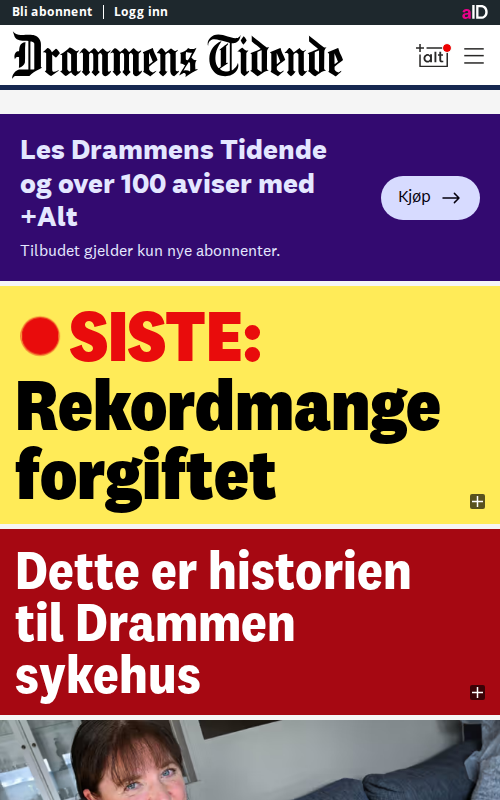 Bli abonnent | Logg inn
aID
Drammens Tidende
+alt
Les Drammens Tidende
og over 100 aviser med
+Alt
Kjøp →
Tilbudet gjelder kun nye abonnenter.
SISTE:
Rekordmange
forgiftet
Dette er historien
til Drammen
sykehus